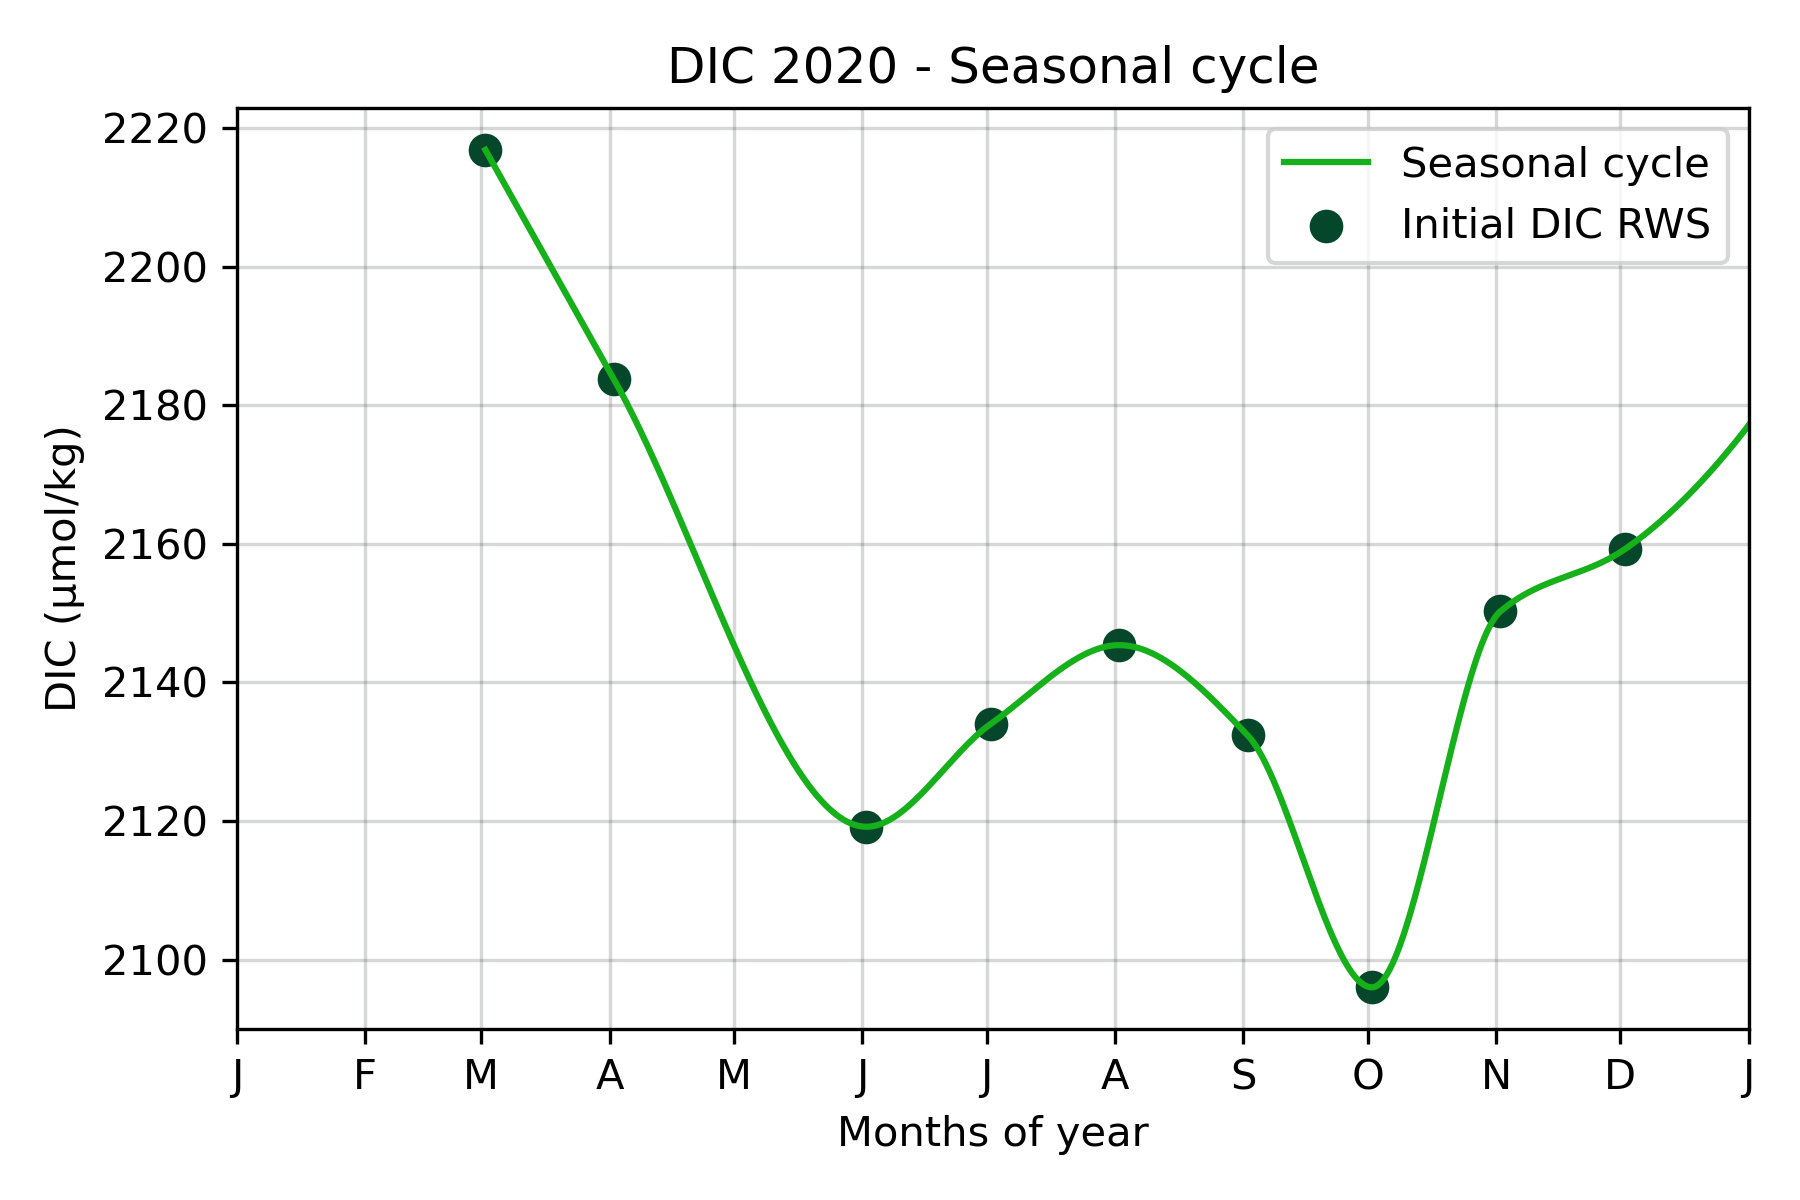 DIC 2020 - Seasonal cycle
2220
2200
2180
2160
2140
2120
2100
DIC (µmol/kg)
Seasonal cycle
Initial DIC RWS
J F M A M J J A S O N D J
Months of year